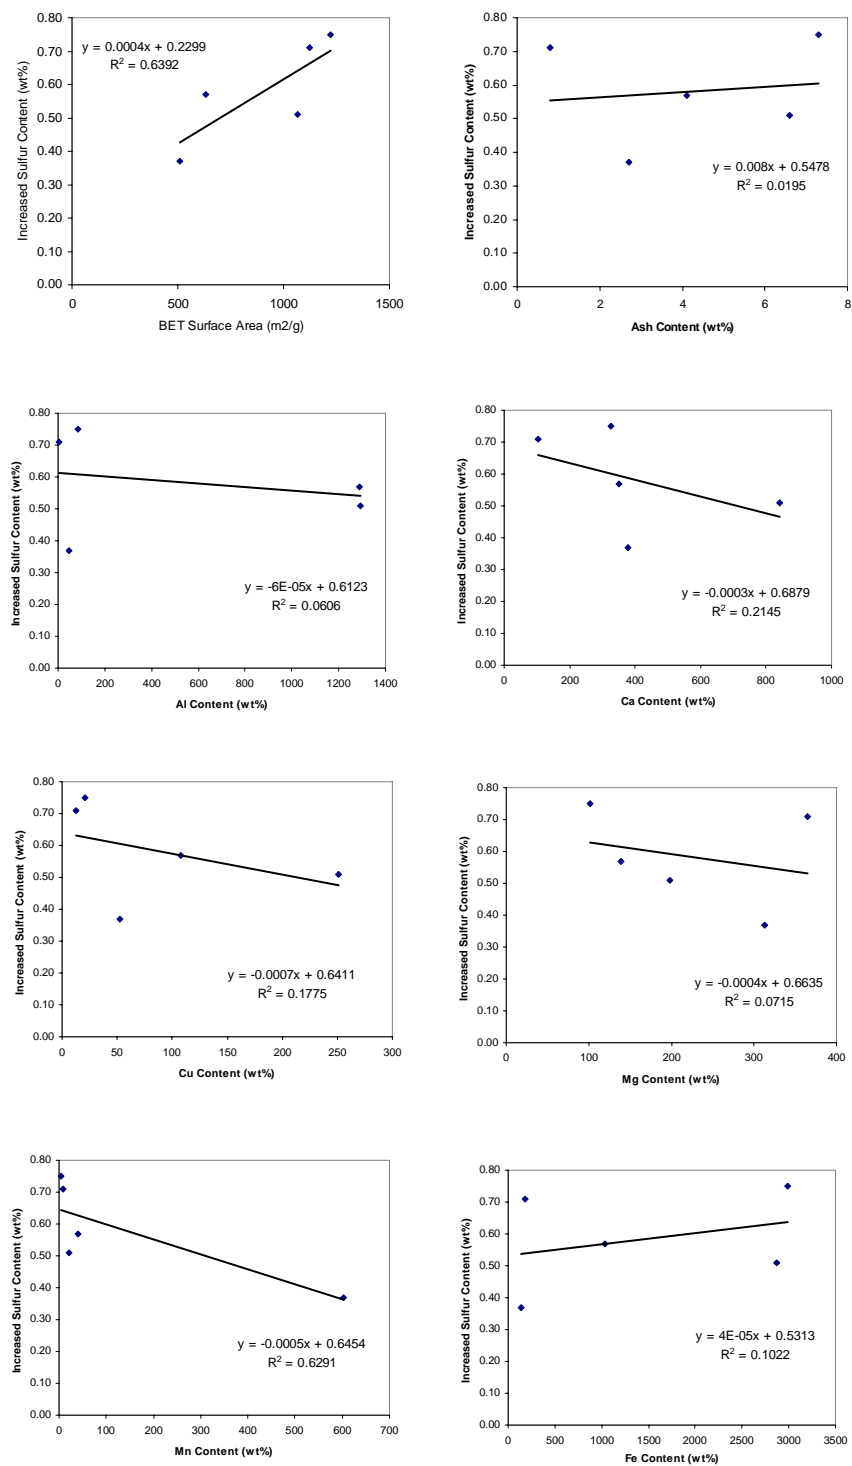 0.80
0.70
0.60
0.50
0.40
0.30
0.20
0.10
0.00
Increased Sulfur Content (wt%)
y = 0.0004x + 0.2299
R2 = 0.6392
0 500 1000 1500
BET Surface Area (m2/g)
0.80
0.70
0.60
0.50
0.40
0.30
0.20
0.10
0.00
Increased Sulfur Content (wt%)
y = 0.008x + 0.5478
R2 = 0.0195
0 2 4 6 8
Ash Content (wt%)
0.80
0.70
0.60
0.50
0.40
0.30
0.20
0.10
0.00
Increased Sulfur Content (wt%)
y = -6E-05x + 0.6123
R2 = 0.0606
0 200 400 600 800 1000 1200 1400
Al Content (wt%)
0.80
0.70
0.60
0.50
0.40
0.30
0.20
0.10
0.00
Increased Sulfur Content (wt%)
y = -0.0003x + 0.6879
R2 = 0.2145
0 200 400 600 800 1000
Ca Content (wt%)
0.80
0.70
0.60
0.50
0.40
0.30
0.20
0.10
0.00
Increased Sulfur Content (wt%)
y = -0.0007x + 0.6411
R2 = 0.1775
0 50 100 150 200 250 300
Cu Content (wt%)
0.80
0.70
0.60
0.50
0.40
0.30
0.20
0.10
0.00
Increased Sulfur Content (wt%)
y = -0.0004x + 0.6635
R2 = 0.0715
0 100 200 300 400
Mg Content (wt%)
0.80
0.70
0.60
0.50
0.40
0.30
0.20
0.10
0.00
Increased Sulfur Content (wt%)
y = -0.0005x + 0.6454
R2 = 0.6291
0 100 200 300 400 500 600 700
Mn Content (wt%)
0.80
0.70
0.60
0.50
0.40
0.30
0.20
0.10
0.00
Increased Sulfur Content (wt%)
y = 4E-05x + 0.5313
R2 = 0.1022
0 500 1000 1500 2000 2500 3000 3500
Fe Content (wt%)